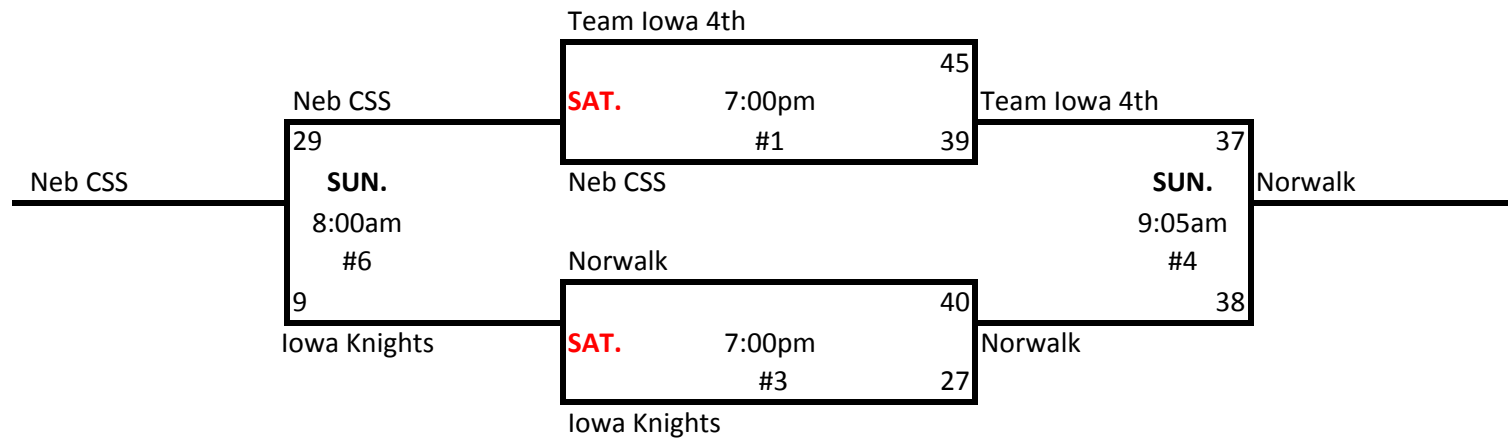 Team Iowa 4th
45
Neb CSS
SAT. 7:00pm
Team Iowa 4th
29
#1 39
37
Neb CSS
SUN.
Neb CSS
SUN.
Norwalk
8:00am
9:05am
#6
Norwalk
#4
9
40
38
Iowa Knights
SAT. 7:00pm
Norwalk
#3 27
Iowa Knights